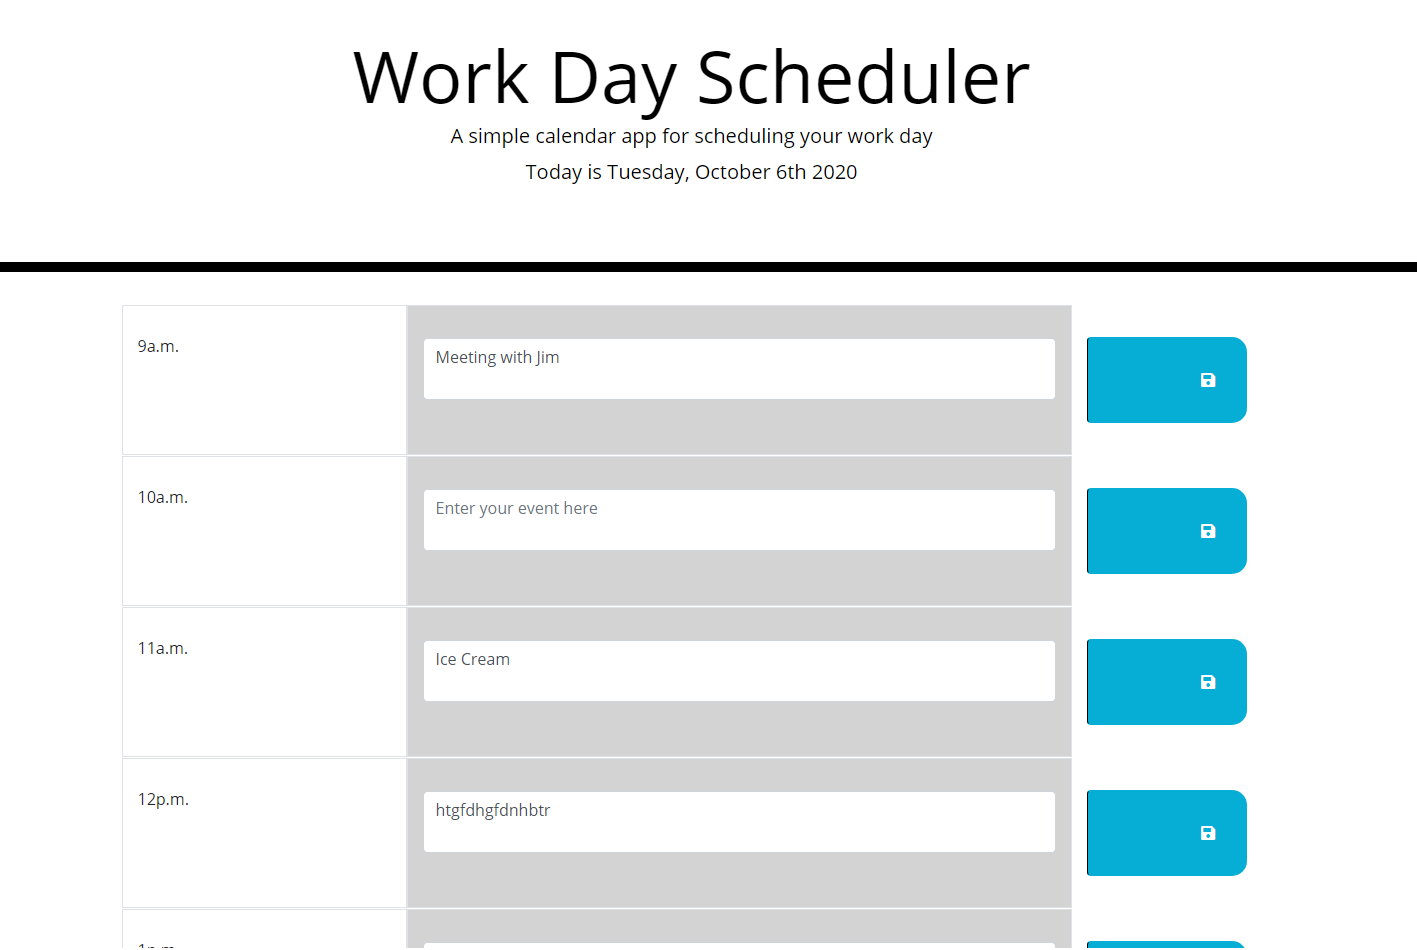 Work Day Scheduler
A simple calendar app for scheduling your work day
Today is Tuesday, October 6th 2020
9a.m.
Meeting with Jim
10a.m.
Enter your event here
11a.m.
Ice Cream
12p.m.
htgfdhgfdnhbtr